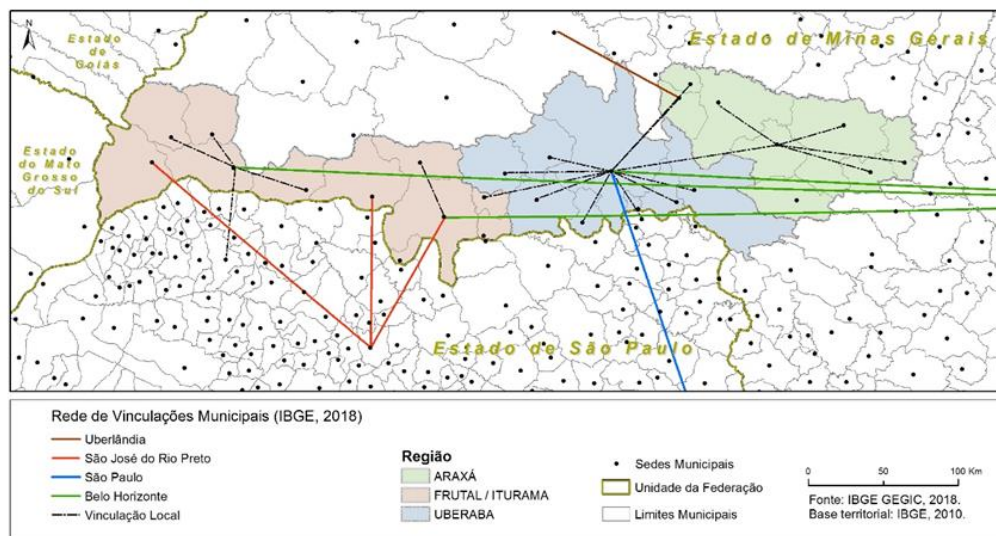 N
Estado
de
Goiás
Estado de Minas Gerais
Estado
do Mato
Grosso
do Sul
Estado de São Paulo
Rede de Vinculações Municipais (IBGE, 2018)
Uberlândia
São José do Rio Preto
São Paulo
Belo Horizonte
Vinculação Local
Região
ARAXÁ
FRUTAL / ITURAMA
UBERABA
Sedes Municipais
Unidade da Federação
Limites Municipais
0 50 100 Km
Fonte: IBGE GEGIC, 2018.
Base territorial: IBGE, 2010.